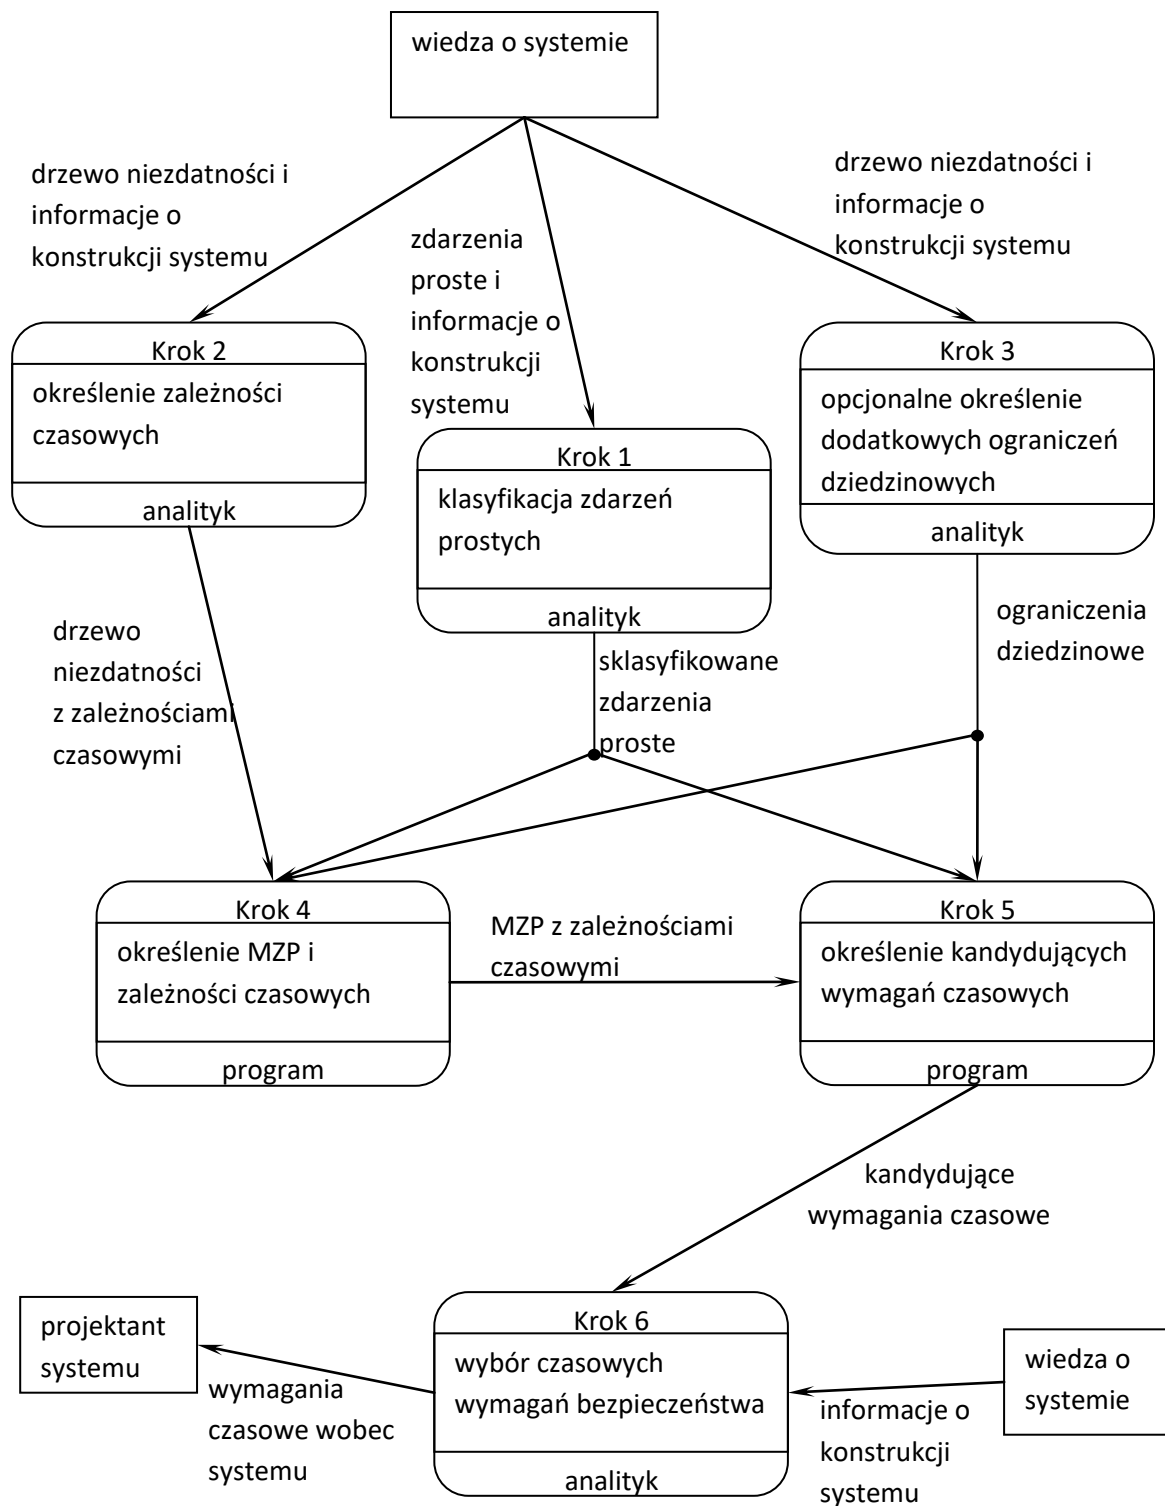 wiedza o systemie
drzewo niezdatności i
informacje o
konstrukcji systemu
zdarzenia
proste i
informacje o
konstrukcji
systemu
drzewo niezdatności i
informacje o
konstrukcji systemu
Krok 2
określenie zależności
czasowych
analityk
Krok 1
klasyfikacja zdarzeń
prostych
analityk
Krok 3
opcjonalne określenie
dodatkowych ograniczeń
dziedzinowych
analityk
drzewo
niezdatności
z zależnościami
czasowymi
sklasyfikowane
zdarzenia
proste
ograniczenia
dziedzinowe
Krok 4
określenie MZP i
zależności czasowych
program
MZP z zależnościami
czasowymi
Krok 5
określenie kandydujących
wymagań czasowych
program
kandydujące
wymagania czasowe
projektant
systemu
wymagania
czasowe wobec
systemu
Krok 6
wybór czasowych
wymagań bezpieczeństwa
analityk
wiedza o
systemie
informacje o
konstrukcji
systemu